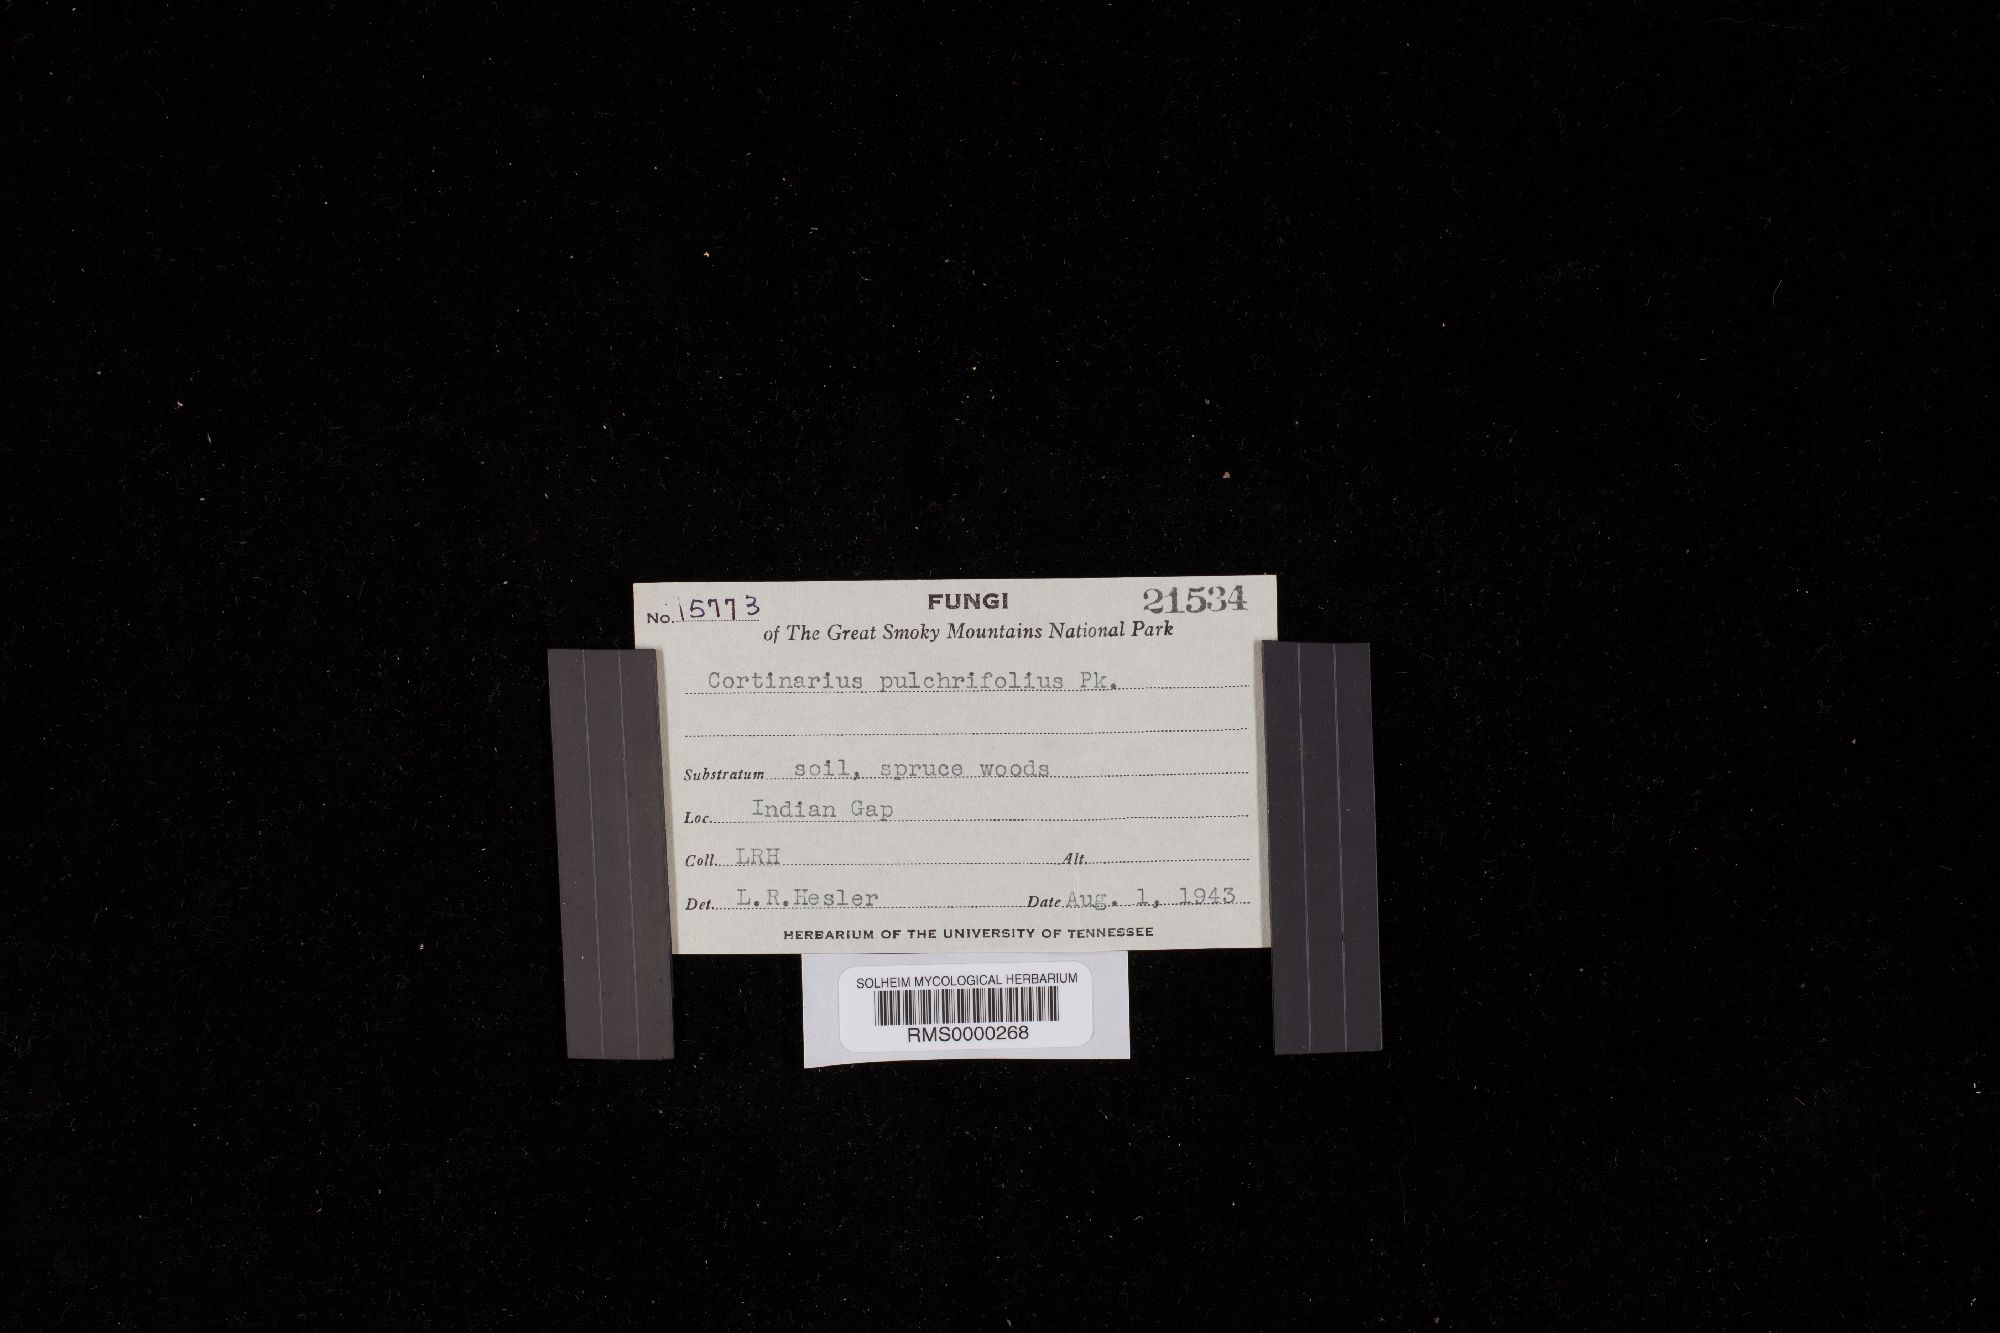 No. 15773 FUNGI 21534
of The Great Smoky Mountains National Park
Cortinarius pulchrifolius Pk.
Substratum soil, spruce woods
Loc. Indian Gap
Coll. LRH Alt.
Det. L.R.Hesler Date Aug. 1, 1943
HERBARIUM OF THE UNIVERSITY OF TENNESSEE
SOLHEIM MYCOLOGICAL HERBARIUM
RMS0000268